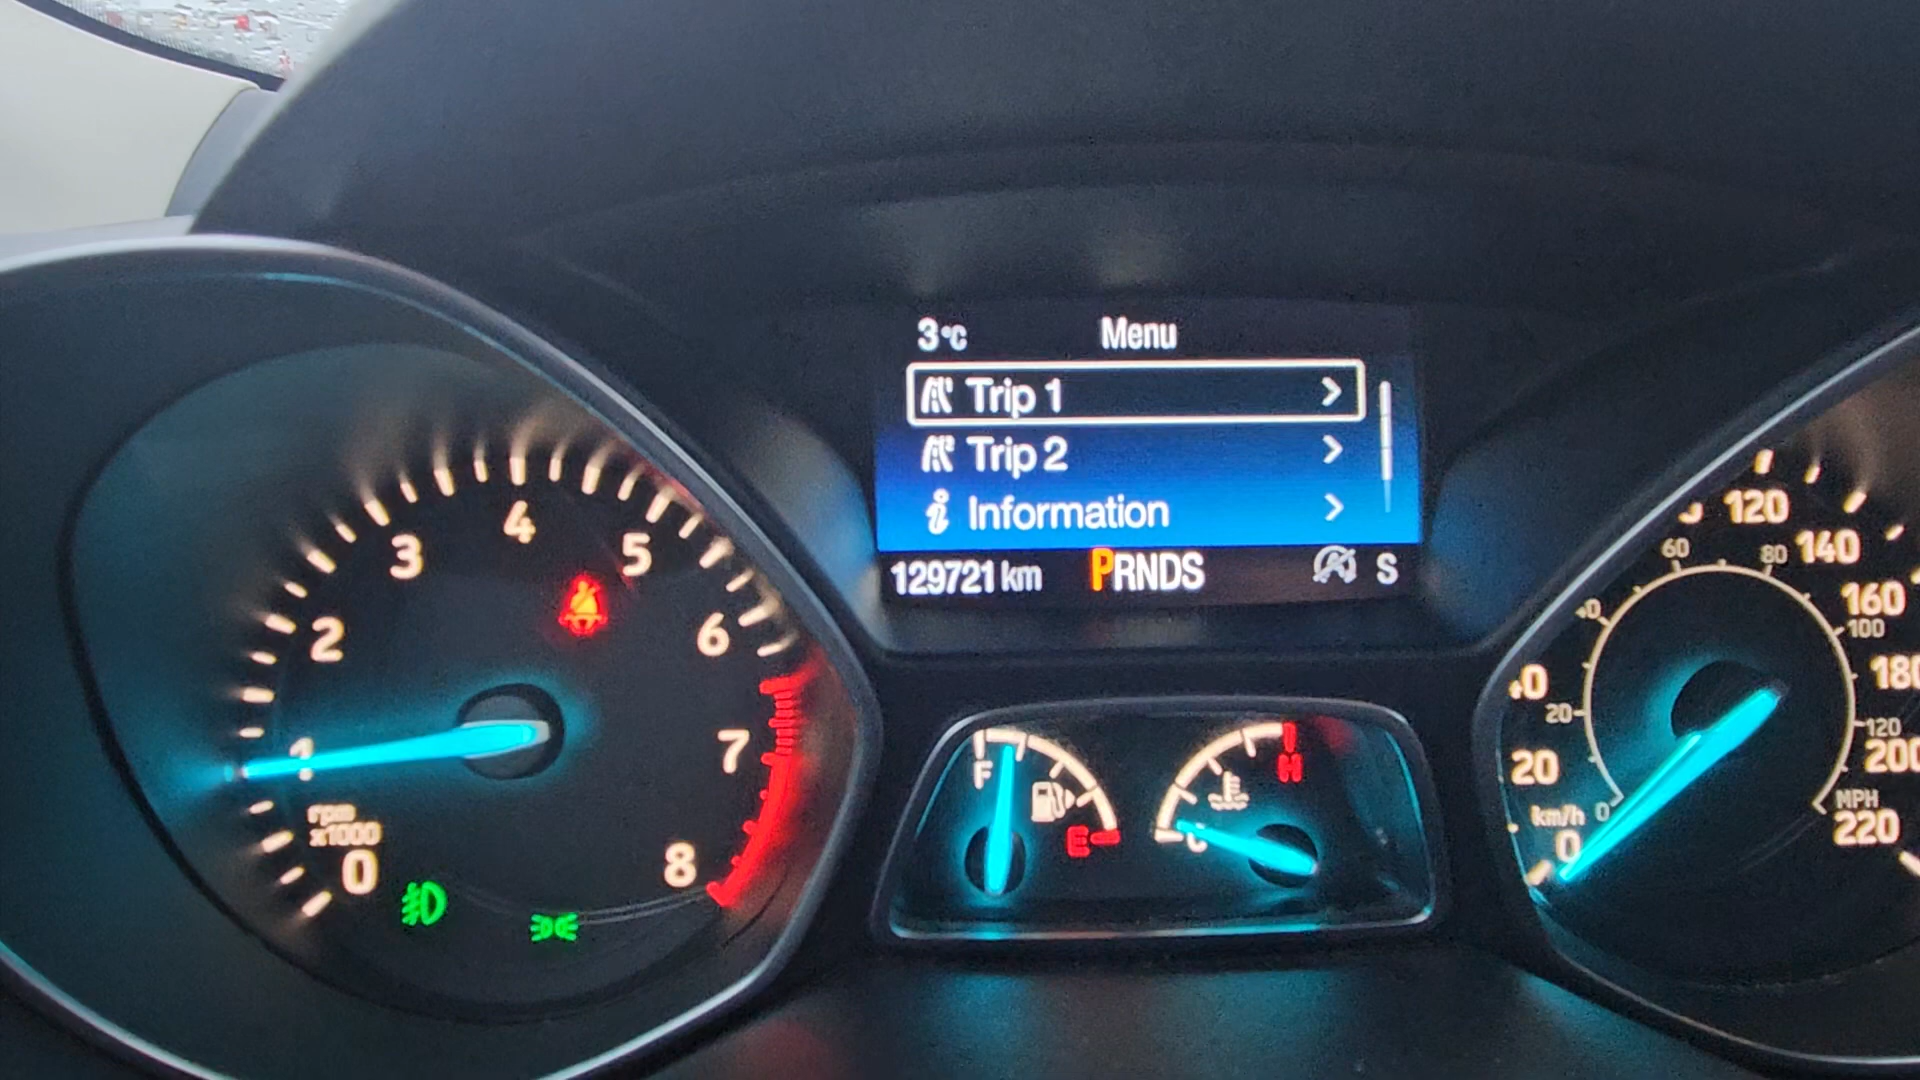 3°C Menu
Trip 1
Trip 2
i Information
129721 km PRNDS S
0
1
2
3
4
5
6
7
8
rpm
x1000
F
E
C
H
0
20
120
140
160
200
220
km/h
0
20
60
80
100
120
MPH